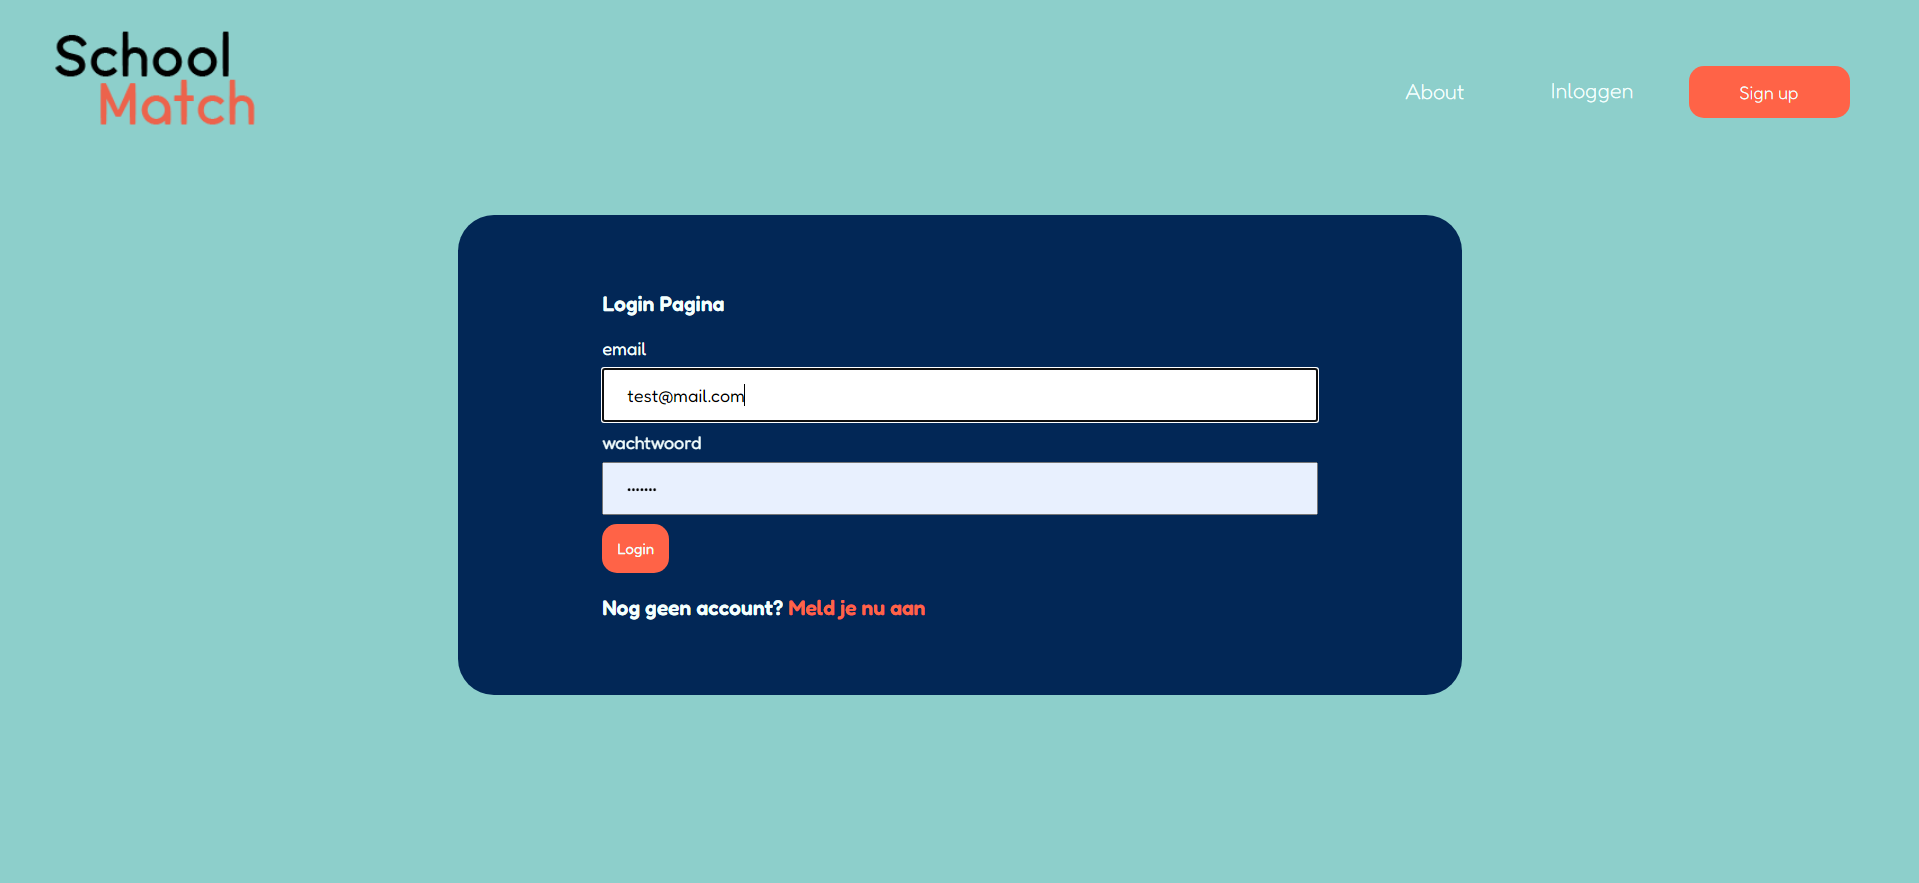 School
Match
About
Inloggen
Sign up
Login Pagina
email
test@mail.com
wachtwoord
•••••••
Login
Nog geen account? Meld je nu aan